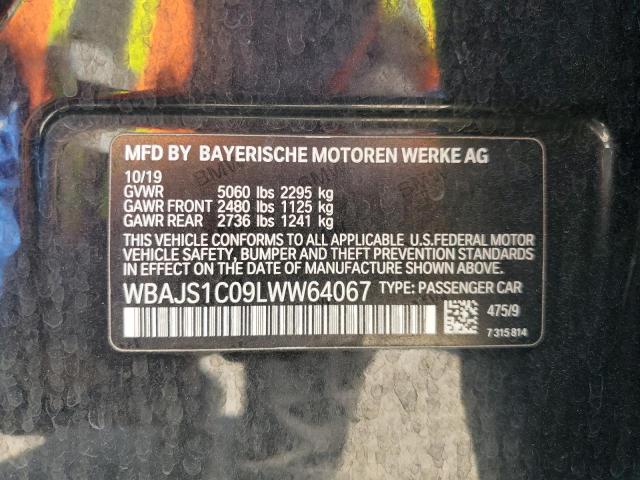 MFD BY BAYERISCHE MOTOREN WERKE AG
10/19
GVWR 5060 lbs 2295 kg
GAWR FRONT 2480 lbs 1125 kg
GAWR REAR 2736 lbs 1241 kg
THIS VEHICLE CONFORMS TO ALL APPLICABLE U.S.FEDERAL MOTOR
VEHICLE SAFETY, BUMPER AND THEFT PREVENTION STANDARDS
IN EFFECT ON THE DATE OF MANUFACTURE SHOWN ABOVE.
WBAJS1C09LWW64067 TYPE: PASSENGER CAR
475/9
7 315 814